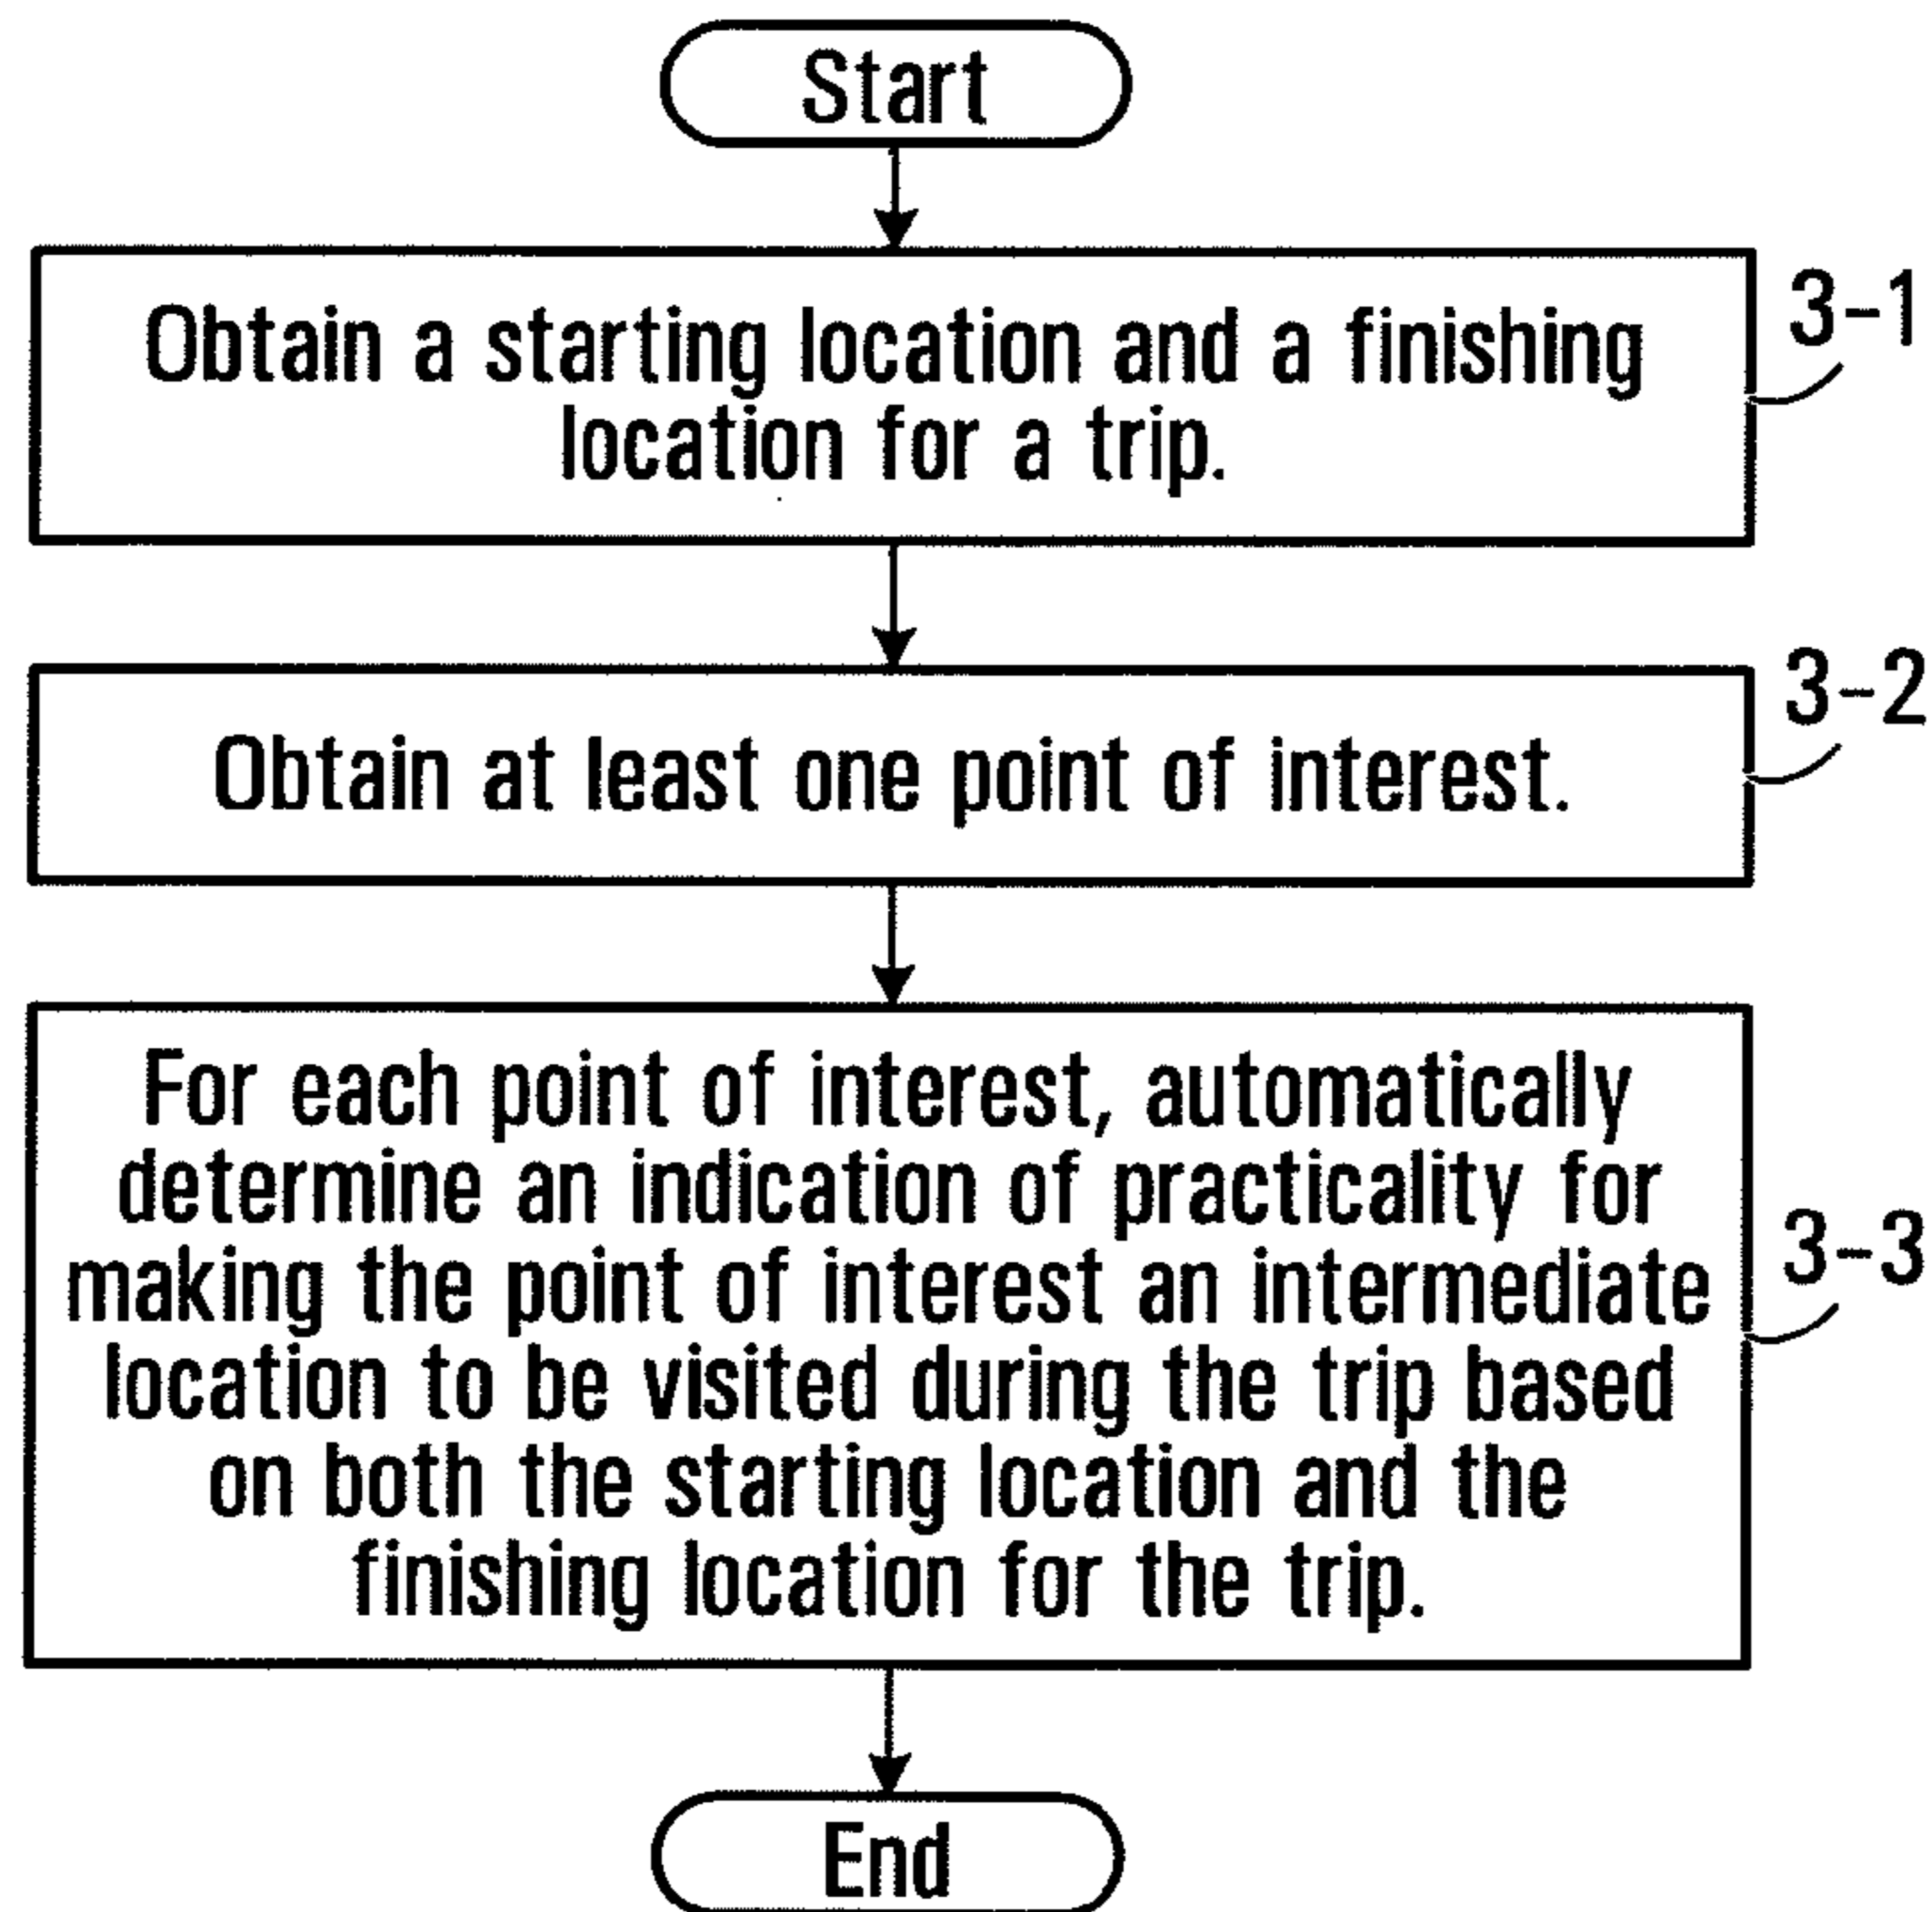 Start
Obtain a starting location and a finishing
location for a trip.
3-1
Obtain at least one point of interest.
3-2
For each point of interest, automatically
determine an indication of practicality for
making the point of interest an intermediate
location to be visited during the trip based
on both the starting location and the
finishing location for the trip.
3-3
End